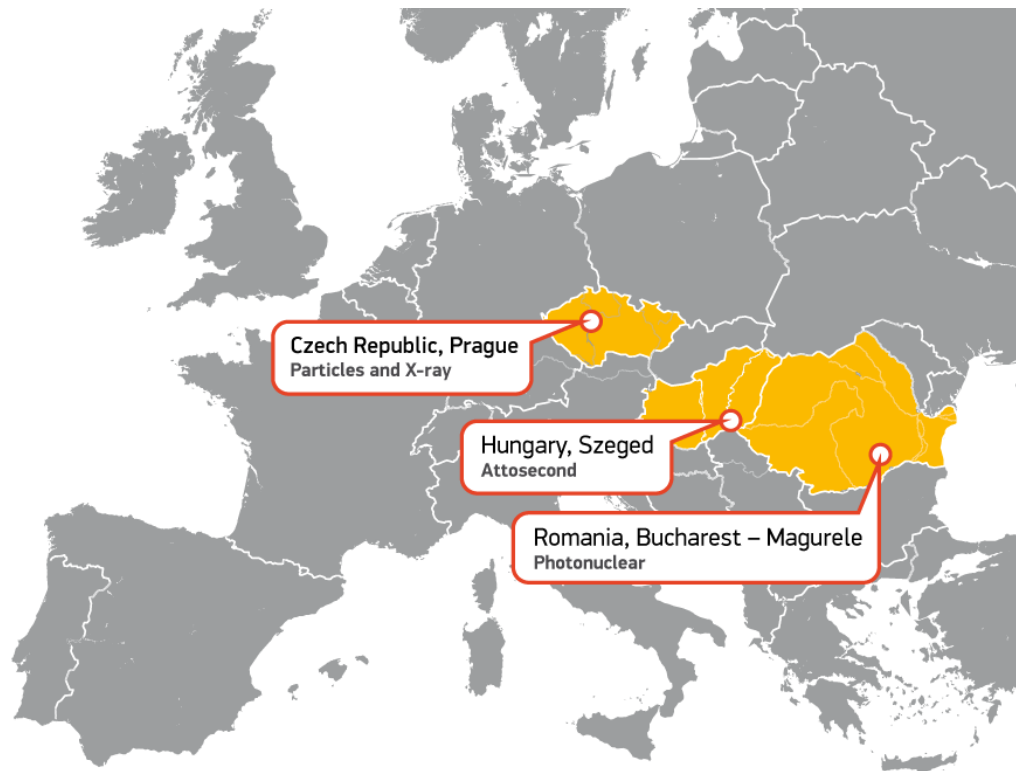 Czech Republic, Prague
Particles and X-ray
Hungary, Szeged
Attosecond
Romania, Bucharest – Magurele
Photonuclear